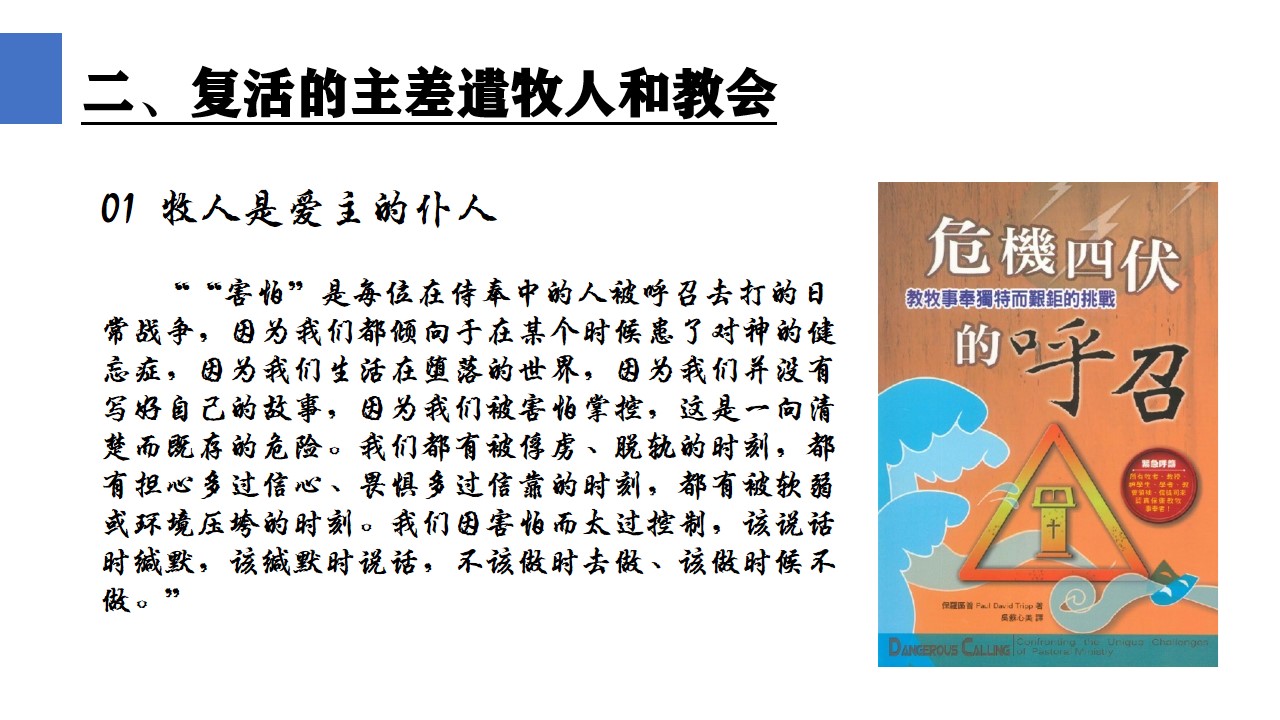 二、复活的主差遣牧人和教会
01 牧人是爱主的仆人
““害怕”是每位在侍奉中的人被呼召去打的日
常战争，因为我们都倾向于在某个时候患了对神的健
忘症，因为我们生活在堕落的世界，因为我们并没有
写好自己的故事，因为我们被害怕掌控，这是一向清
楚而既存的危险。我们都有被俘虏、脱轨的时刻，都
有担心多过信心、畏惧多过信靠的时刻，都有被软弱
或环境压垮的时刻。我们因害怕而太过控制，该说话
时缄默，该缄默时说话，不该做时去做、该做时候不
做。”
危機四伏
教牧事奉獨特而艱鉅的挑戰
的呼召
緊急呼籲
保羅區普 Paul David Tripp 著
長蘇心美 譯
DANGEROUS CALLING
Confronting the Unique Challenges
of Pastoral Ministry